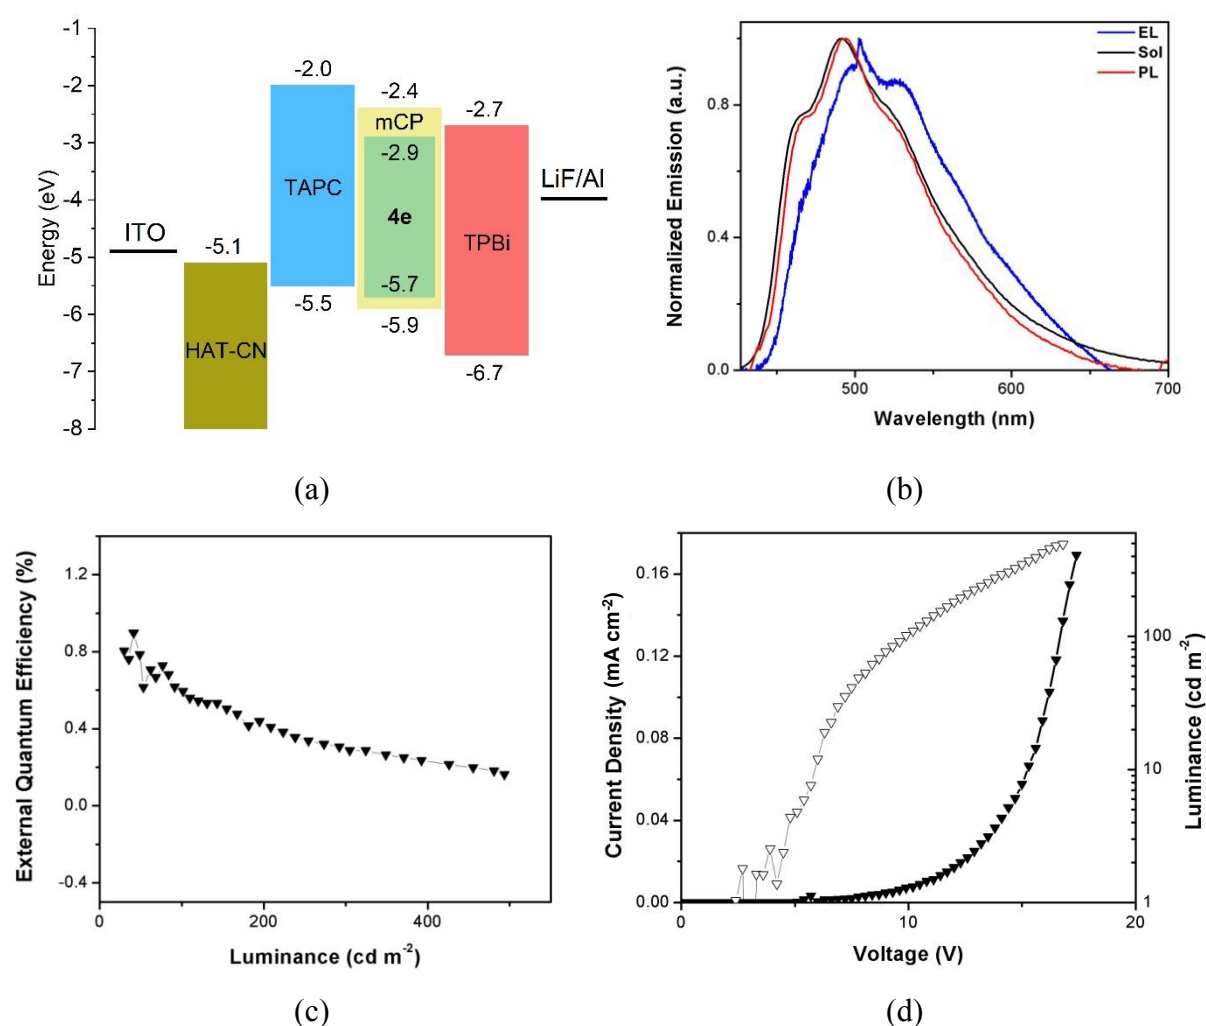 -1
-2
-3
-4
-5
-6
-7
-8
Energy (eV)
ITO
-5.1
HAT-CN
-2.0
TAPC
-5.5
-2.4
mCP
-2.9
4e
-5.7
-5.9
-2.7
TPBi
-6.7
LiF/Al
(a)
Normalized Emission (a.u.)
0.8
0.4
0.0
EL
Sol
PL
500
600
700
Wavelength (nm)
(b)
External Quantum Efficiency (%)
1.2
0.8
0.4
0.0
-0.4
0
200
400
Luminance (cd m-2)
(c)
Current Density (mA cm-2)
0.16
0.12
0.08
0.04
0.00
0
10
20
Voltage (V)
100
10
1
Luminance (cd m-2)
(d)